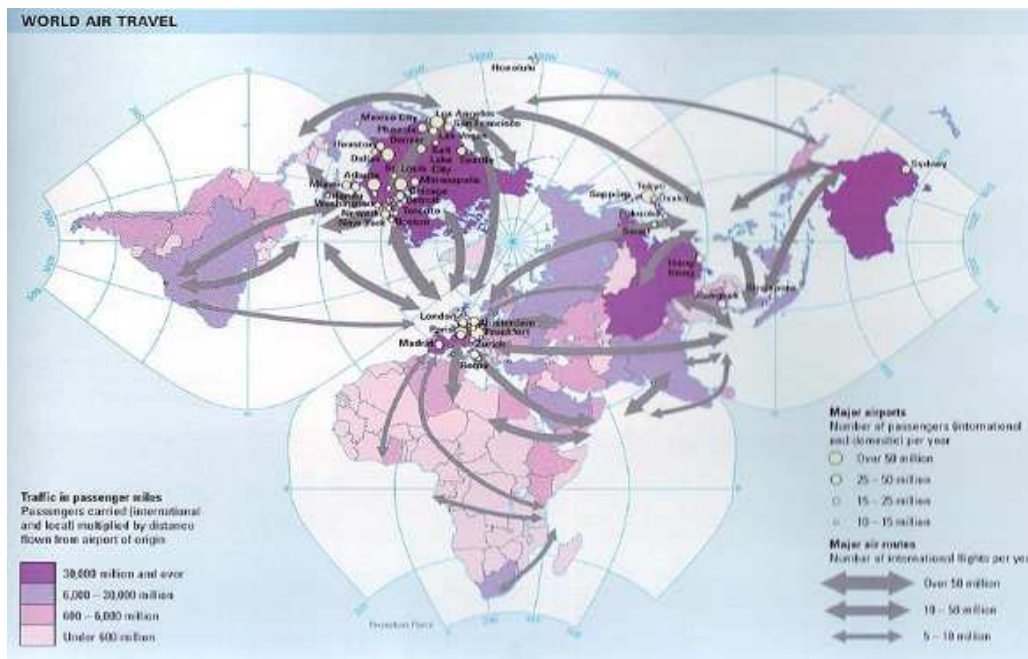 WORLD AIR TRAVEL
Honolulu
Mexico City
Los Angeles
San Francisco
Phoenix
Las Vegas
Denver
Houston
Salt
Lake
City
Seattle
Dallas
St. Louis
Minneapolis
Atlanta
Chicago
Miami
Orlando
Detroit
Washington
Toronto
Newark
Boston
New York
Sydney
Tokyo
Sapporo
Osaka
Fukuoka
Seoul
Hong
Kong
Bangkok
Singapore
London
Amsterdam
Paris
Frankfurt
Madrid
Zurich
Rome
Traffic in passenger miles
Passengers carried (international
and local) multiplied by distance
flown from airport of origin
30,000 million and over
6,000 – 30,000 million
600 – 6,000 million
Under 600 million
Major airports
Number of passengers (international
and domestic) per year
Over 50 million
25 – 50 million
15 – 25 million
10 – 15 million
Major air routes
Number of international flights per year
Over 50 million
10 – 50 million
5 – 10 million